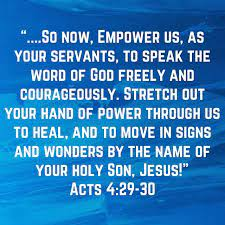 “....So now, Empower us, as
your servants, to speak the
word of God freely and
courageously. Stretch out
your hand of power through us
to heal, and to move in signs
and wonders by the name of
your holy Son, Jesus!”
Acts 4:29-30